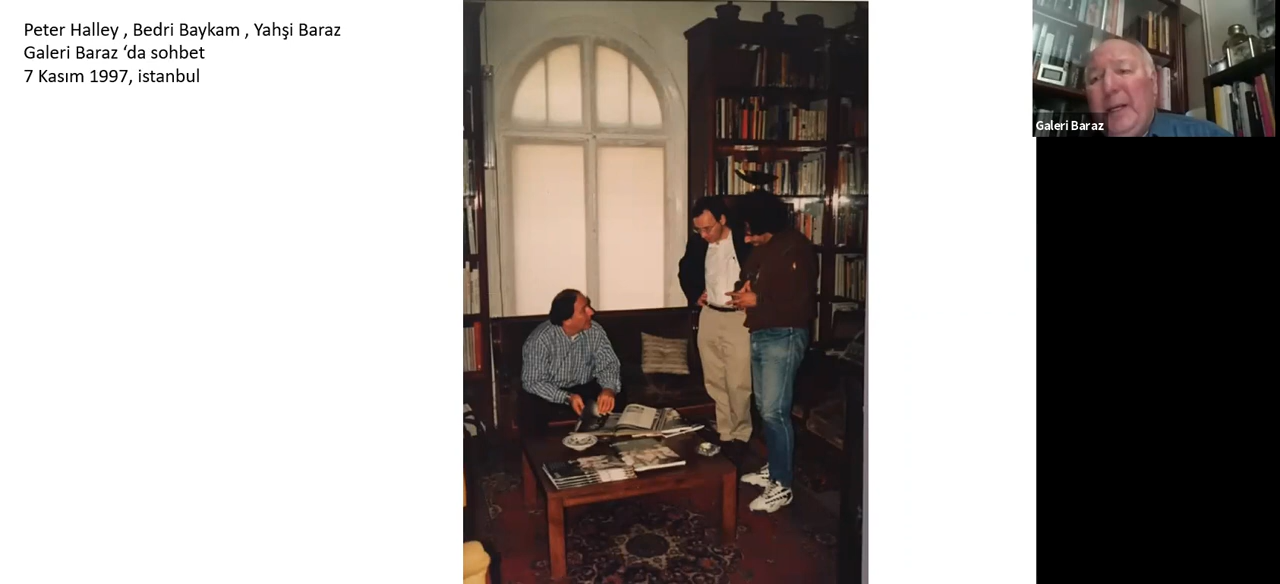 Peter Halley , Bedri Baykam , Yahşi Baraz
Galeri Baraz ‘da sohbet
7 Kasım 1997, istanbul
Galeri Baraz